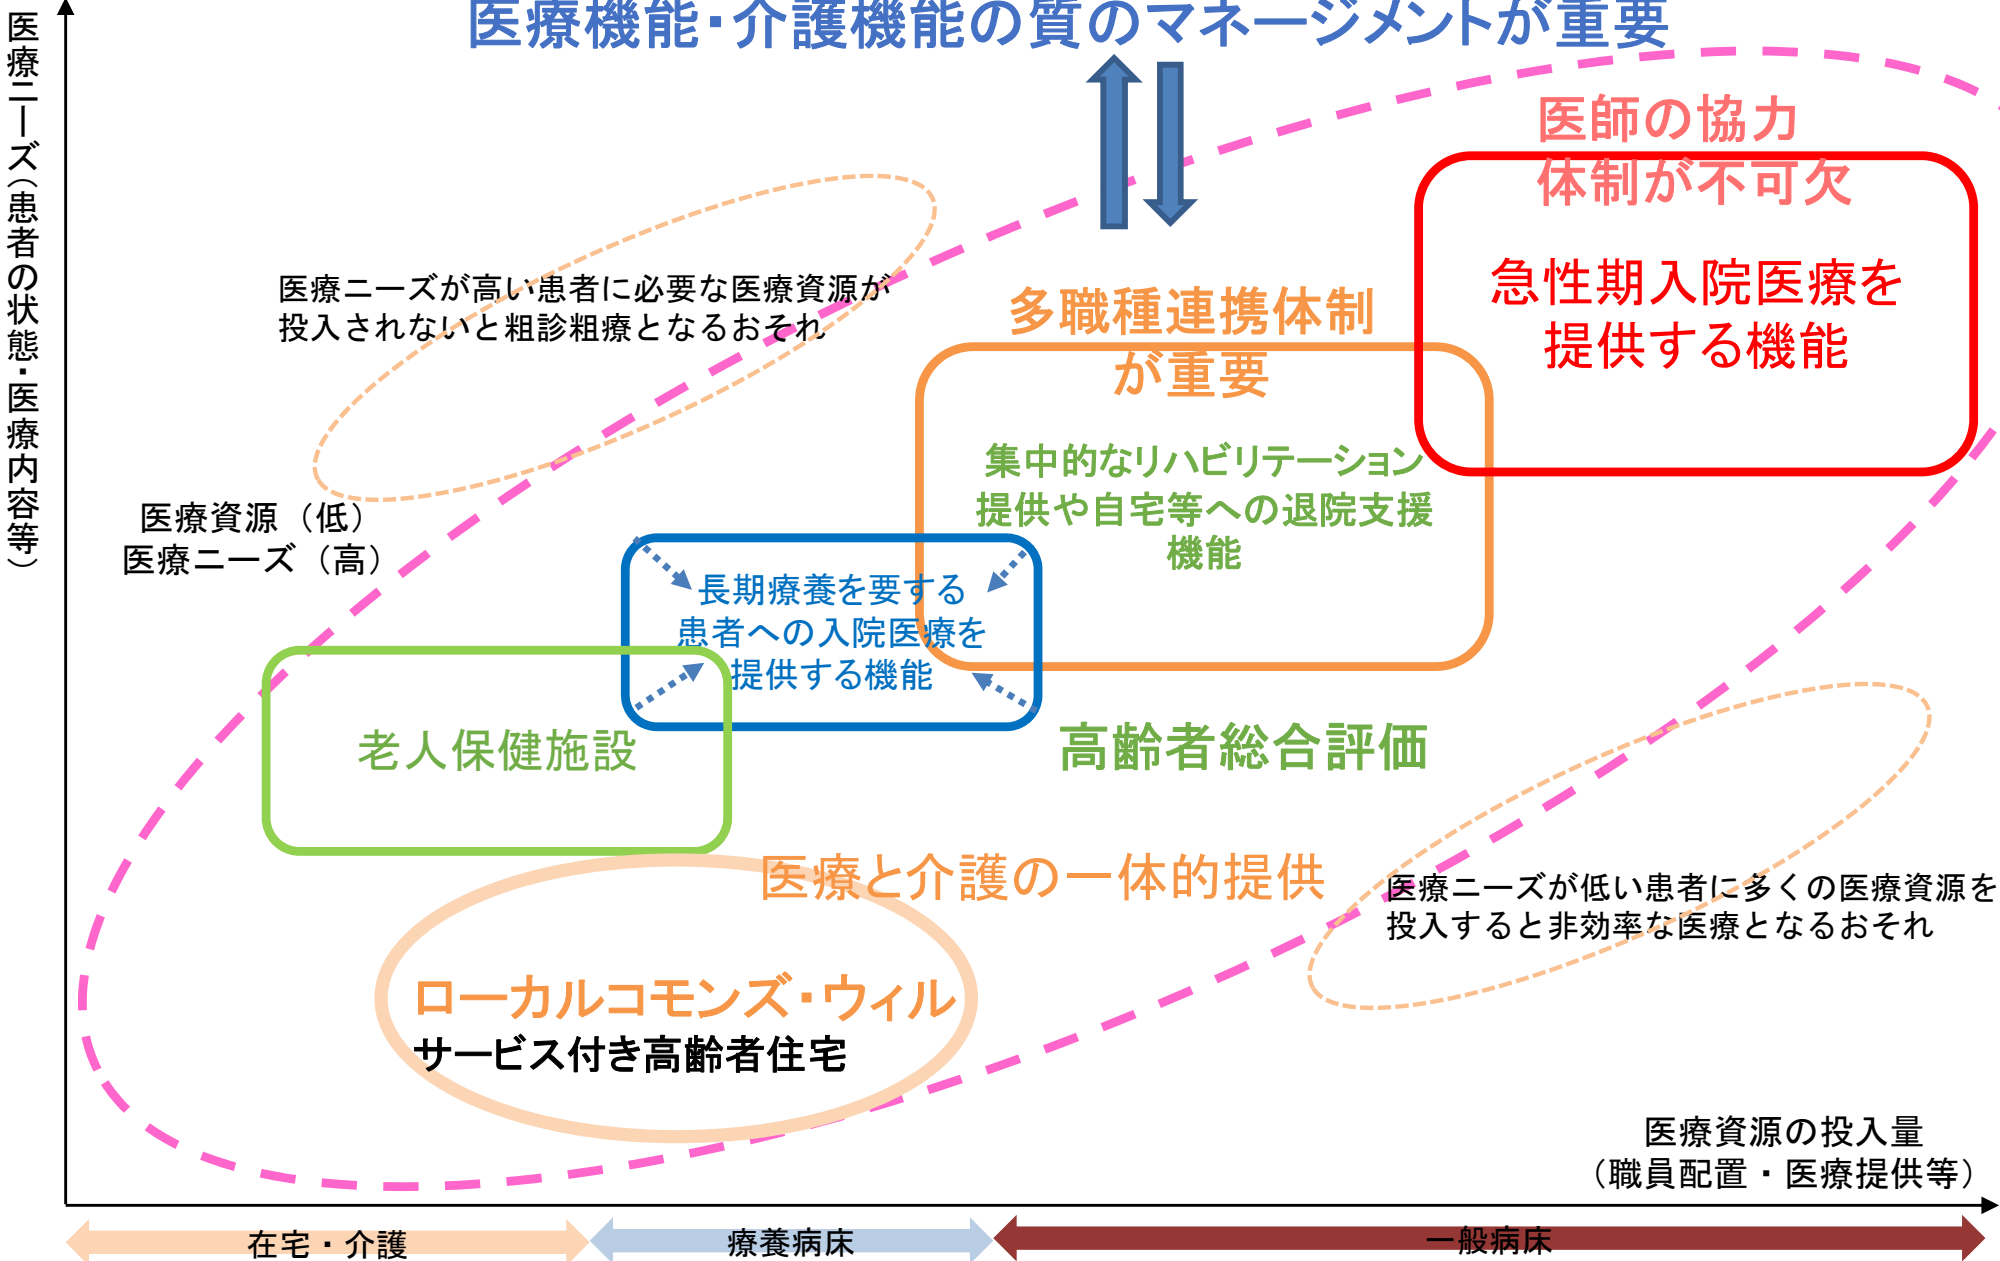 医療機能・介護機能の質のマネージメントが重要
医療ニーズ（患者の状態・医療内容等）
医師の協力
体制が不可欠
急性期入院医療を
提供する機能
医療ニーズが高い患者に必要な医療資源が
投入されないと粗診粗療となるおそれ
多職種連携体制
が重要
集中的なリハビリテーション
提供や自宅等への退院支援
機能
医療資源（低）
医療ニーズ（高）
長期療養を要する
患者への入院医療を
提供する機能
老人保健施設
高齢者総合評価
医療と介護の一体的提供
医療ニーズが低い患者に多くの医療資源を
投入すると非効率な医療となるおそれ
ローカルコモンズ・ウィル
サービス付き高齢者住宅
医療資源の投入量
（職員配置・医療提供等）
在宅・介護
療養病床
一般病床